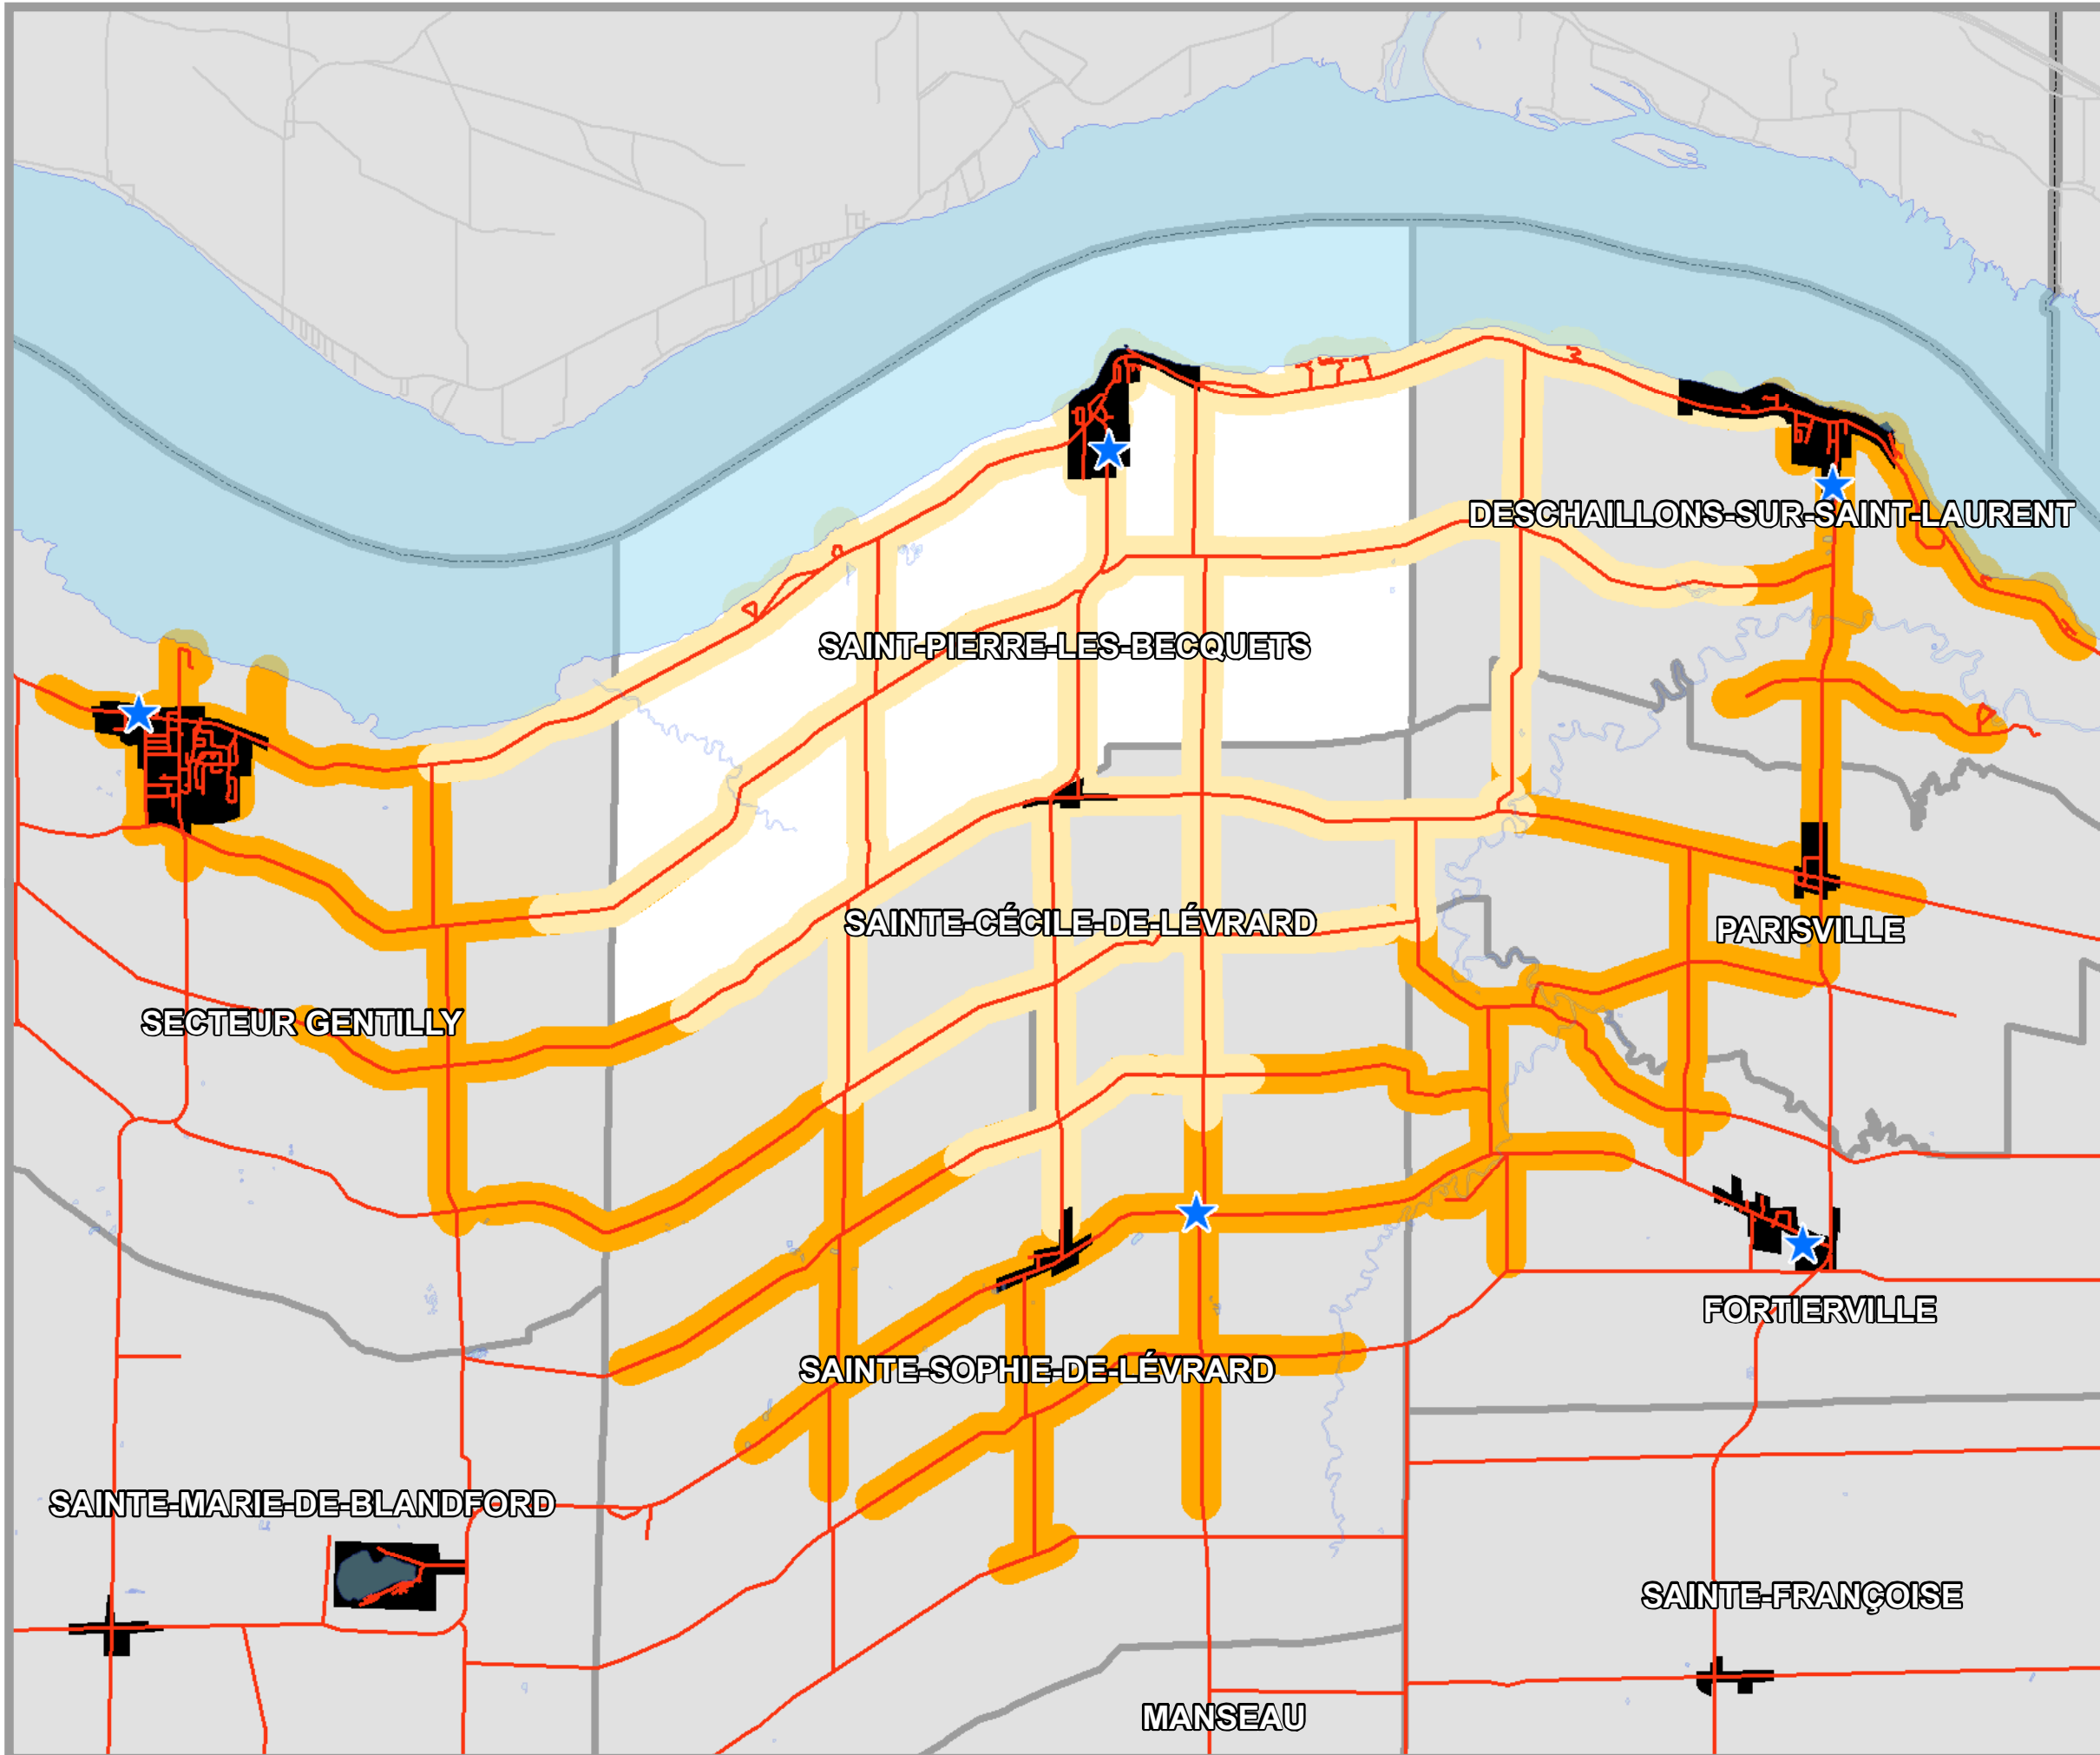 DESCHAILLONS-SUR-SAINT-LAURENT
SAINT-PIERRE-LES-BECQUETS
SAINTE-CÉCILE-DE-LÉVRARD
PARISVILLE
SECTEUR GENTILLY
FORTIERVILLE
SAINTE-SOPHIE-DE-LÉVRARD
SAINTE-MARIE-DE-BLANDFORD
SAINTE-FRANÇOISE
MANSEAU